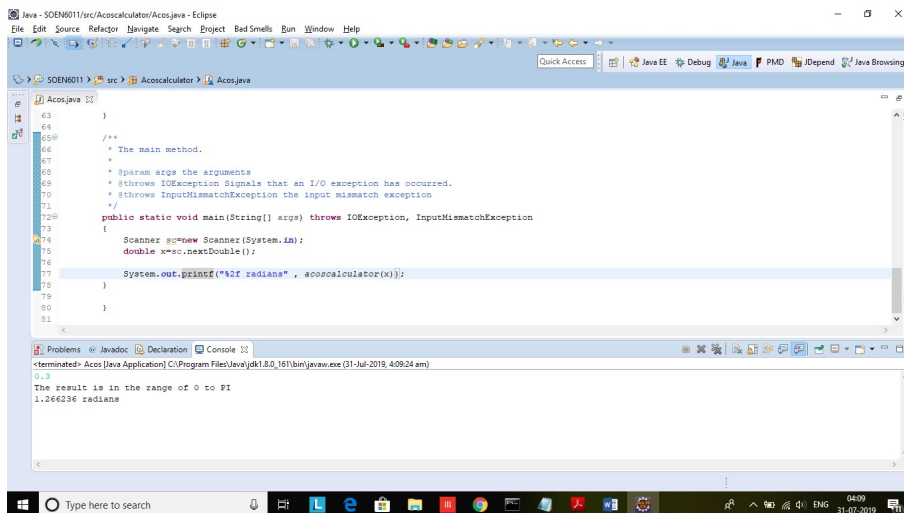 Java - SOEN6011/src/Acoscalculator/Acos.java - Eclipse
File Edit Source Refactor Navigate Search Project Bad Smells Run Window Help
Quick Access Java EE Debug Java PMD JDepend Java Browsing
SOEN6011 src Acoscalculator Acos.java
Acos.java
63 }
64
65 /**
66 * The main method.
67 *
68 * @param args the arguments
69 * @throws IOException Signals that an I/O exception has occurred.
70 * @throws InputMismatchException the input mismatch exception
71 */
72 public static void main(String[] args) throws IOException, InputMismatchException
73 {
74 Scanner sc=new Scanner(System.in);
75 double x=sc.nextDouble();
76
77 System.out.printf("%2f radians" , acoscalculator(x));
78 }
79
80 }
81
Problems @ Javadoc Declaration Console
<terminated> Acos [Java Application] C:\Program Files\Java\jdk1.8.0_161\bin\javaw.exe (31-Jul-2019, 4:09:24 am)
0.3
The result is in the range of 0 to PI
1.266236 radians
Type here to search
ENG
04:09
31-07-2019